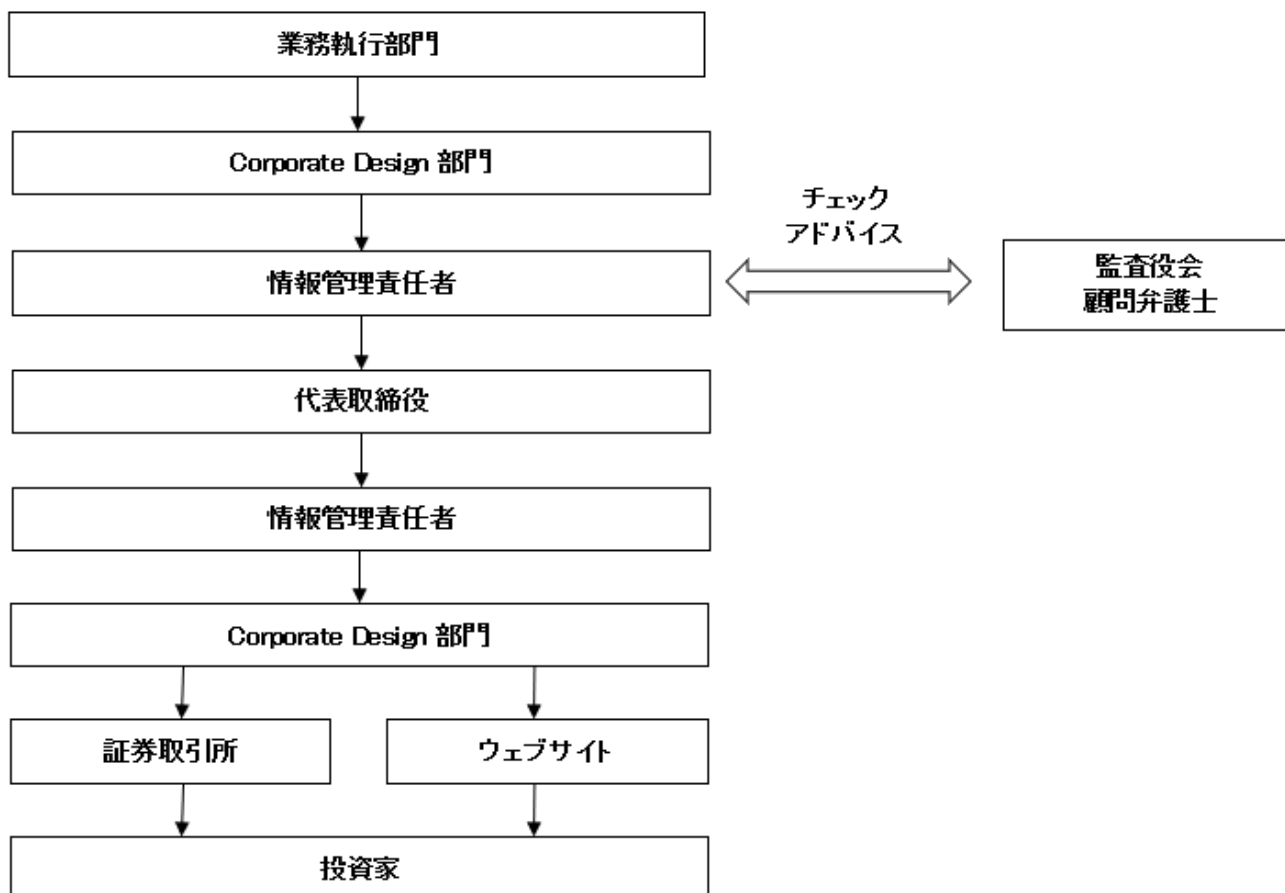 業務執行部門
Corporate Design 部門
情報管理責任者
チェック
アドバイス
監査役会
顧問弁護士
代表取締役
情報管理責任者
Corporate Design 部門
証券取引所
ウェブサイト
投資家